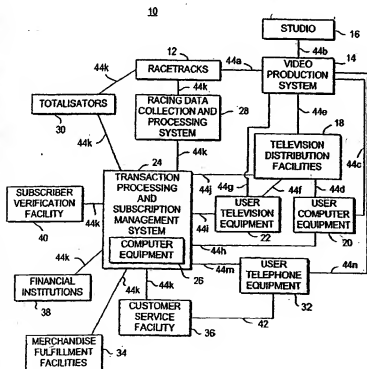 10
STUDIO
16
12
44a
44b
14
44k
RACETRACKS
VIDEO
PRODUCTION
SYSTEM
TOTALISATORS
30
44k
RACING DATA
COLLECTION AND
PROCESSING
SYSTEM
28
44e
18
44c
44k
24
44k
TELEVISION
DISTRIBUTION
FACILITIES
TRANSACTION
PROCESSING
AND
SUBSCRIPTION
MANAGEMENT
SYSTEM
44j
44g
44f
44d
SUBSCRIBER
VERIFICATION
FACILITY
40
44k
44i
USER
TELEVISION
EQUIPMENT
22
USER
COMPUTER
EQUIPMENT
20
COMPUTER
EQUIPMENT
44h
44m
44n
44k
44k
44k
26
USER
TELEPHONE
EQUIPMENT
32
FINANCIAL
INSTITUTIONS
38
CUSTOMER
SERVICE
FACILITY
36
42
MERCHANDISE
FULFILLMENT
FACILITIES
34